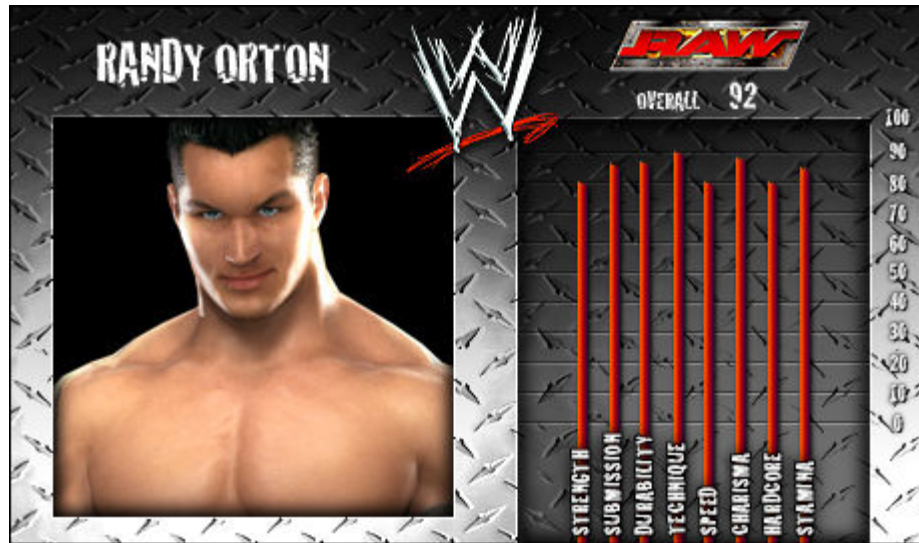 RANDY ORTON
W
RAW
OVERALL 92
100
90
80
70
60
50
40
30
20
10
0
STRENGTH
SUBMISSION
DURABILITY
TECHNIQUE
SPEED
CHARISMA
HARDCORE
STAMINA